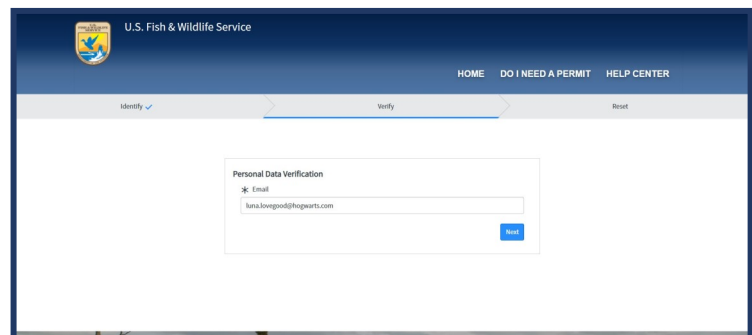 U.S. Fish & Wildlife Service
HOME DO I NEED A PERMIT HELP CENTER
Identify Verify Reset
Personal Data Verification
* Email
luna.lovegood@hogwarts.com
Next